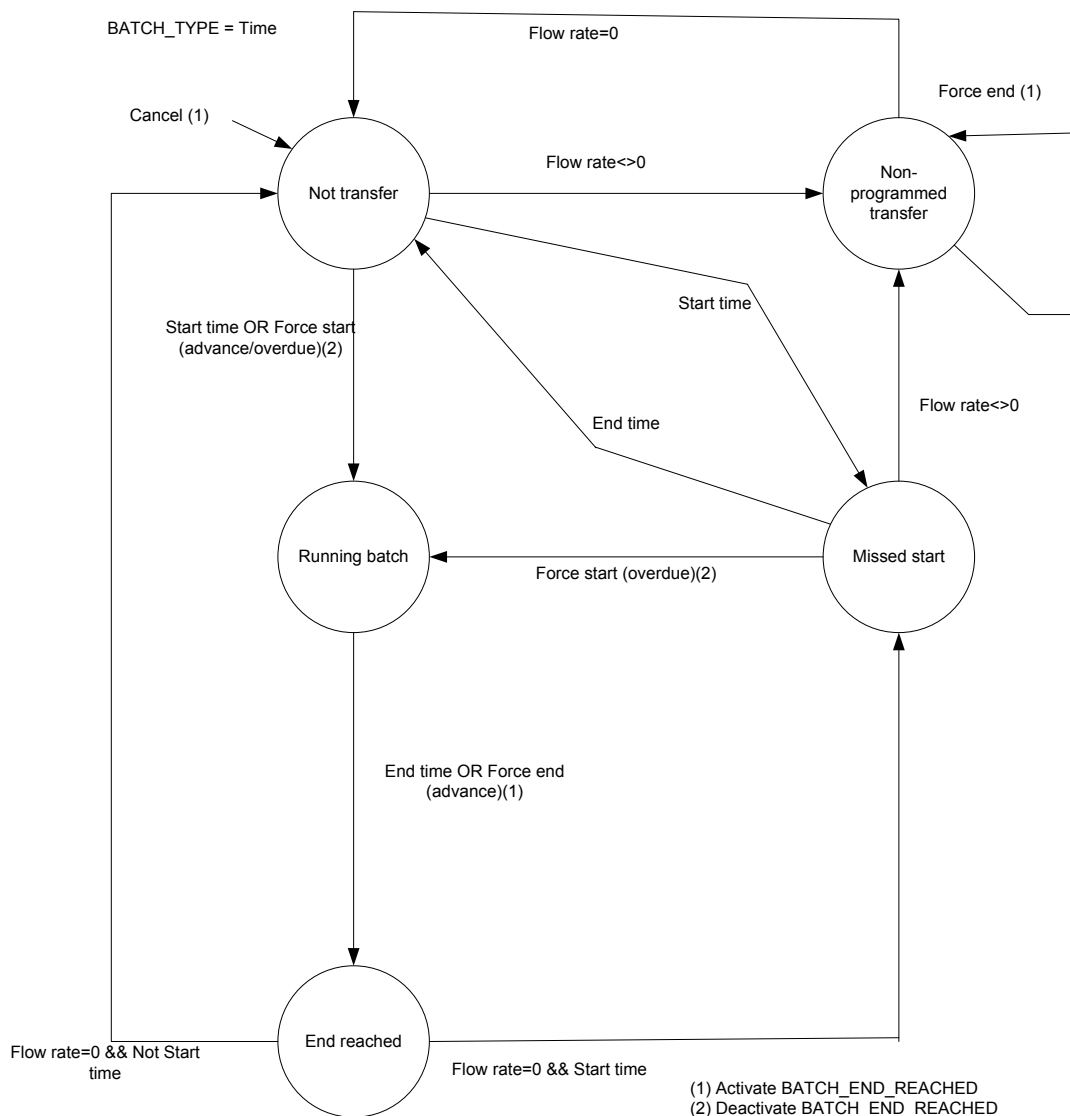 BATCH_TYPE = Time
Flow rate=0
Cancel (1)
Force end (1)
Not transfer
Flow rate<>0
Non-
programmed
transfer
Start time
Start time OR Force start
(advance/overdue)(2)
End time
Flow rate<>0
Running batch
Missed start
Force start (overdue)(2)
End time OR Force end
(advance)(1)
End reached
Flow rate=0 && Not Start
time
Flow rate=0 && Start time
(1) Activate BATCH_END_REACHED
(2) Deactivate BATCH_END_REACHED